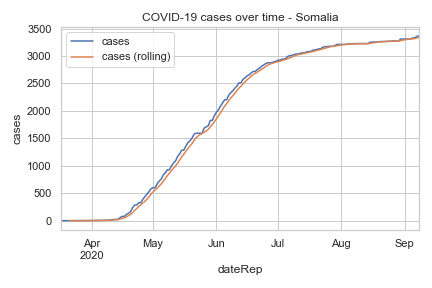 COVID-19 cases over time - Somalia
cases
cases (rolling)
3500
3000
2500
2000
1500
1000
500
0
cases
Apr
2020
May
Jun
Jul
Aug
Sep
dateRep